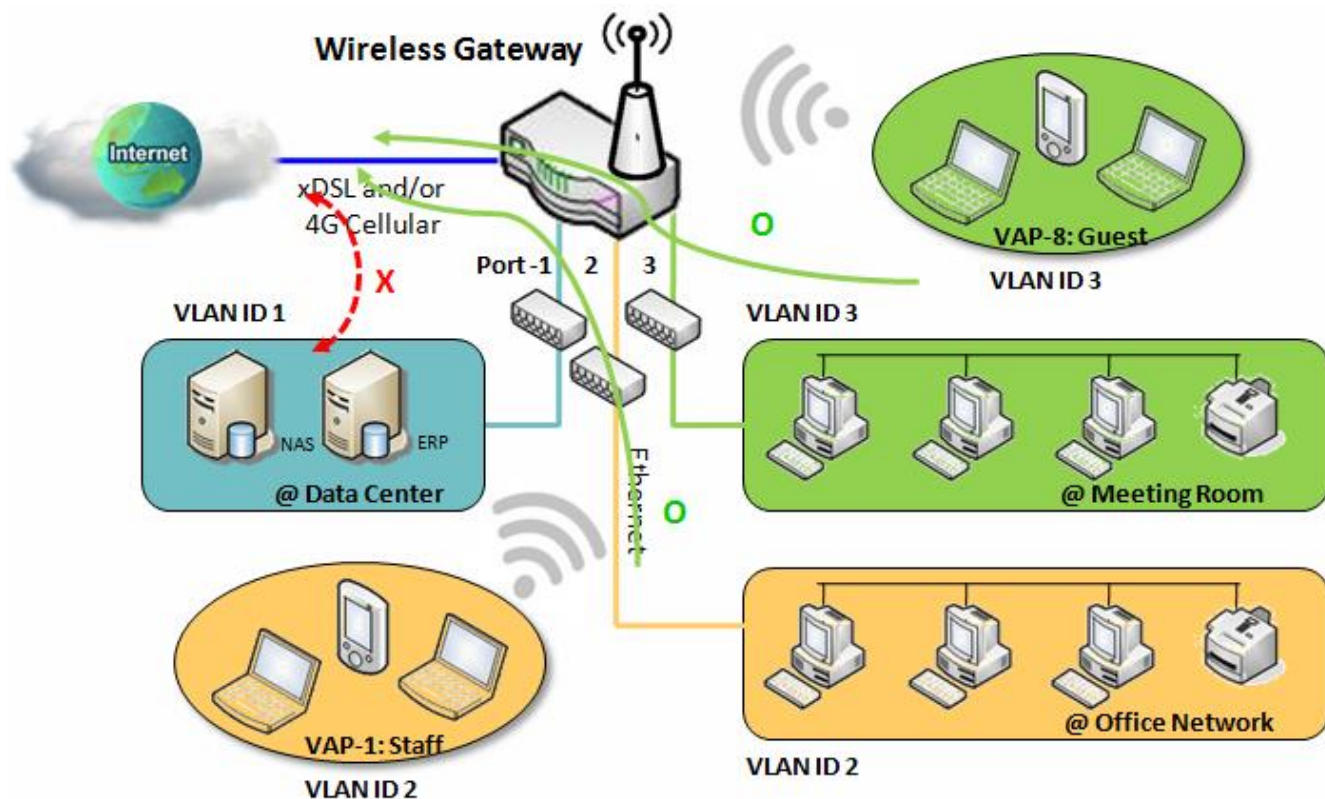 Wireless Gateway
Internet
xDSL and/or
4G Cellular
O
VAP-8: Guest
VLAN ID 3
X
Port -1
2
3
VLAN ID 1
VLAN ID 3
NAS
ERP
@ Data Center
Ethernet
O
@ Meeting Room
VAP-1: Staff
VLAN ID 2
@ Office Network
VLAN ID 2